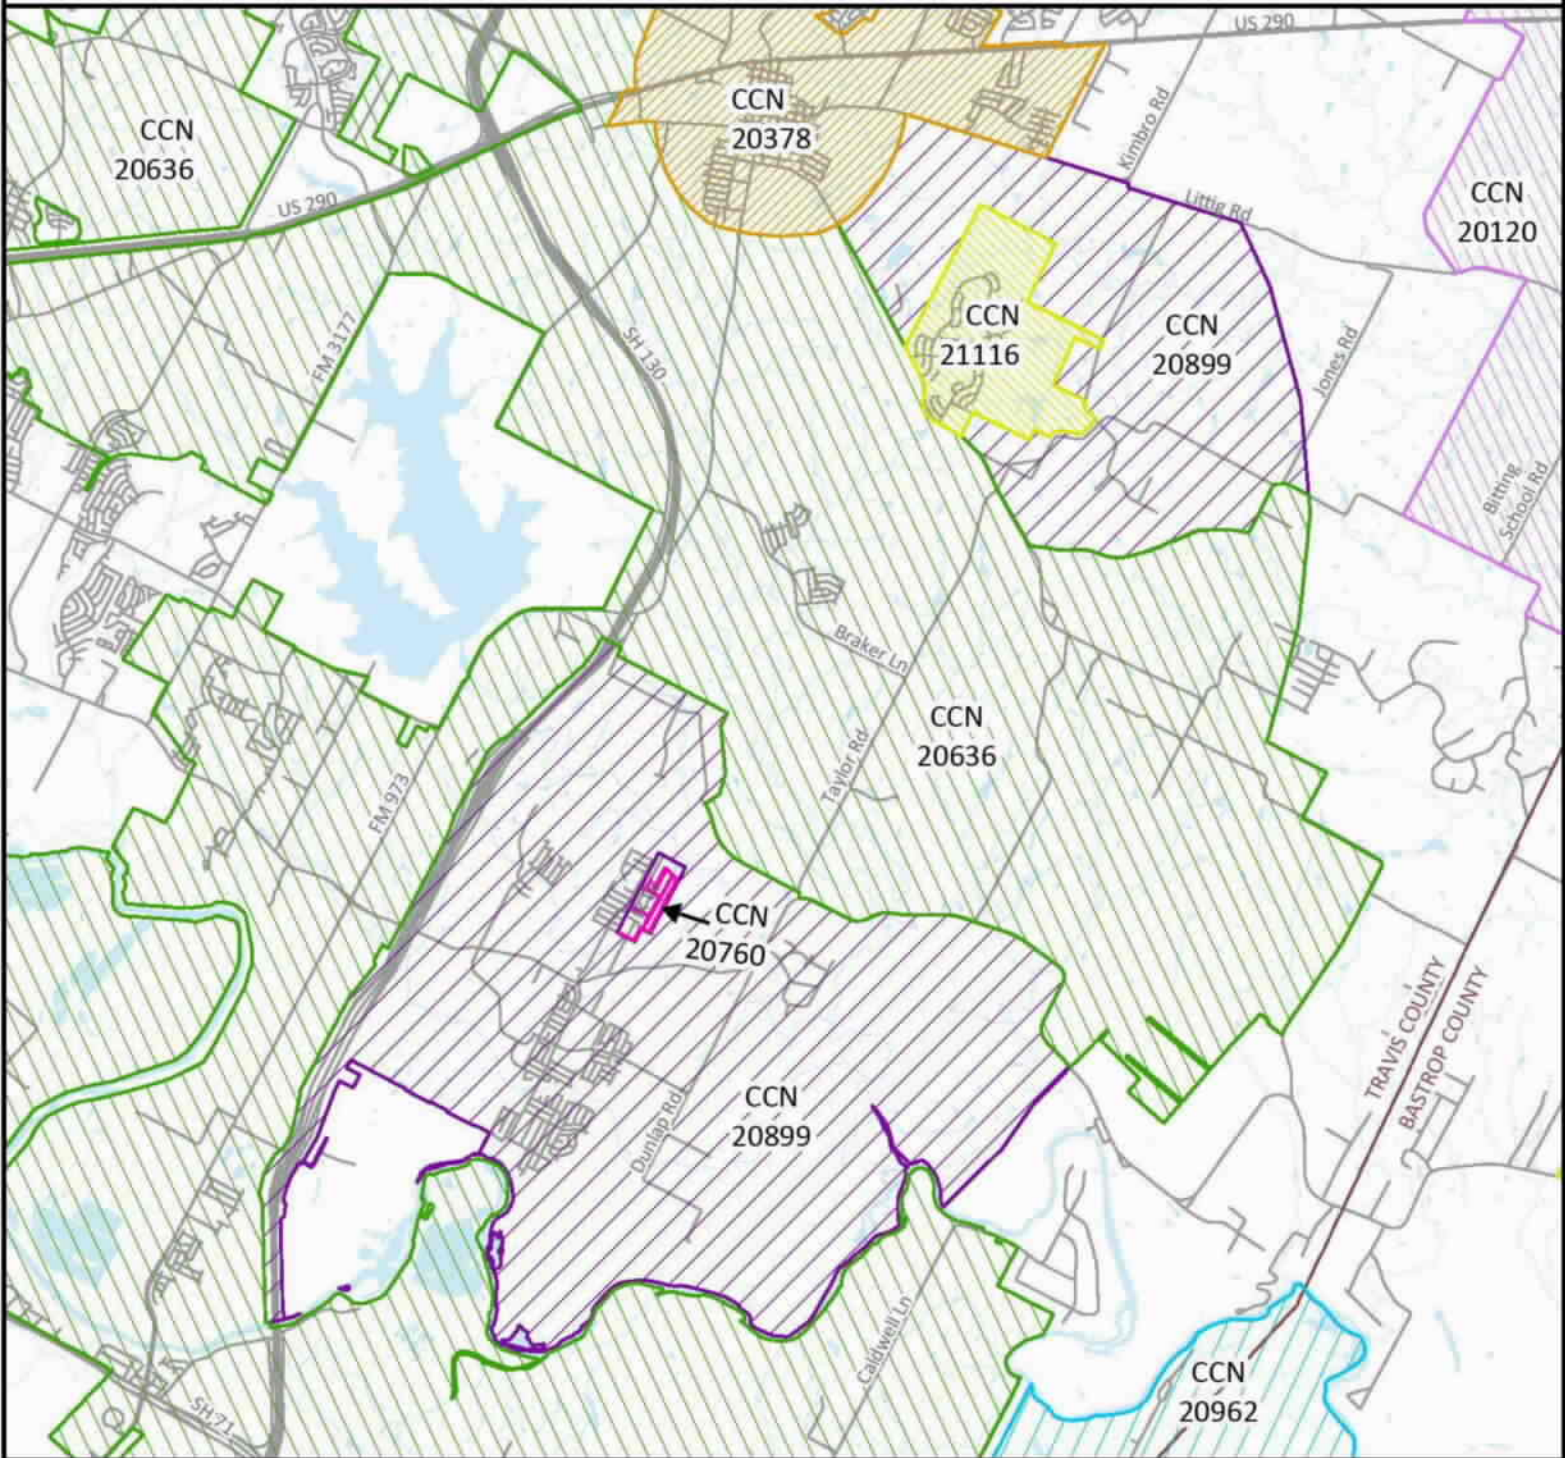 US 290
CCN
20378
CCN
20636
Kimbro Rd
US 290
Littig Rd
CCN
20120
CCN
21116
CCN
20899
FM 3177
SH 130
Jones Rd
Bitting
School Rd
Braker Ln
CCN
20636
Taylor Rd
FM 973
CCN
20760
TRAVIS COUNTY
BASTROP COUNTY
CCN
20899
Dunlap Rd
Caldwell Ln
CCN
20962
SH 71